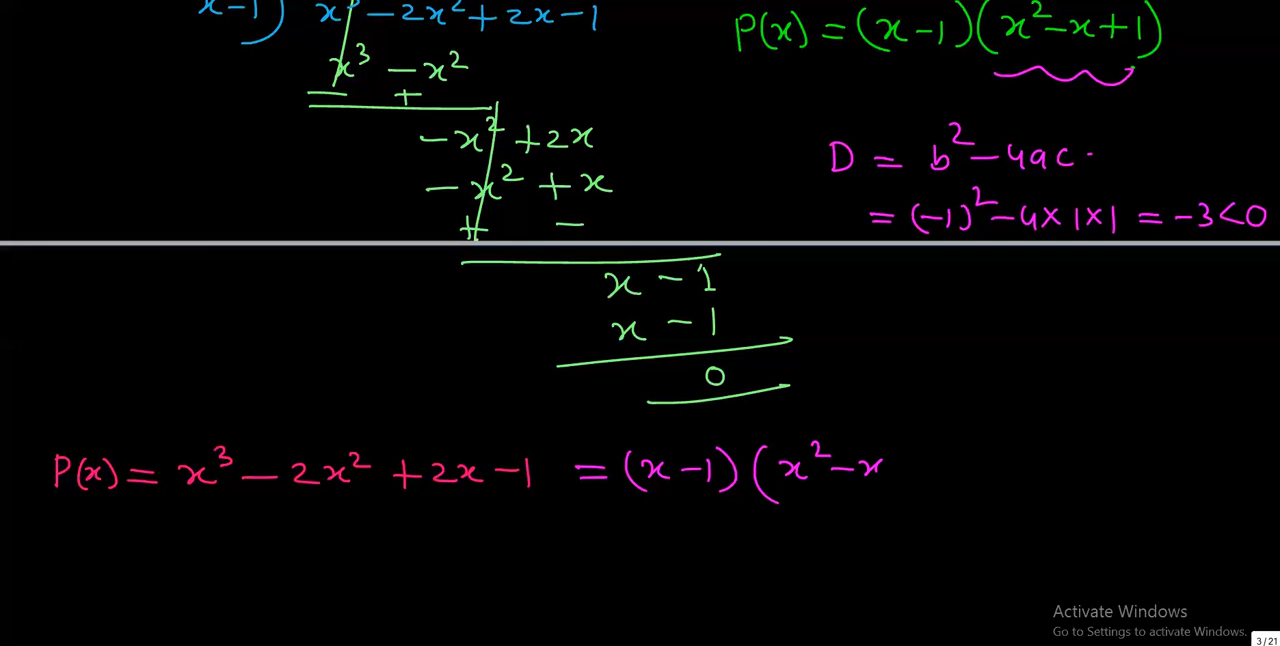 x-1) x³ - 2x² + 2x - 1
x³ - x²
- +
-x² + 2x
-x² + x
+ -
x - 1
x - 1
0
P(x) = (x-1)(x²-x+1)
D = b² - 4ac.
= (-1)² - 4×1×1 = -3<0
P(x) = x³ - 2x² + 2x - 1 = (x-1)(x²-x
Activate Windows
Go to Settings to activate Windows.
3/21